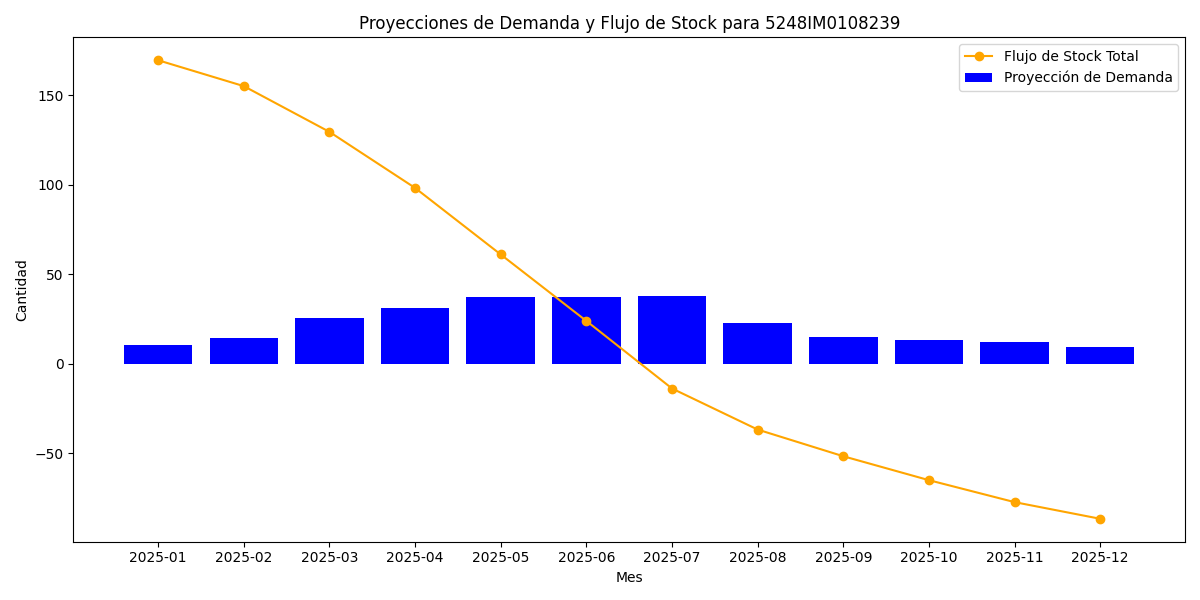 Proyecciones de Demanda y Flujo de Stock para 5248IM0108239
Flujo de Stock Total
Proyección de Demanda
Cantidad
150
100
50
0
−50
2025-01 2025-02 2025-03 2025-04 2025-05 2025-06 2025-07 2025-08 2025-09 2025-10 2025-11 2025-12
Mes